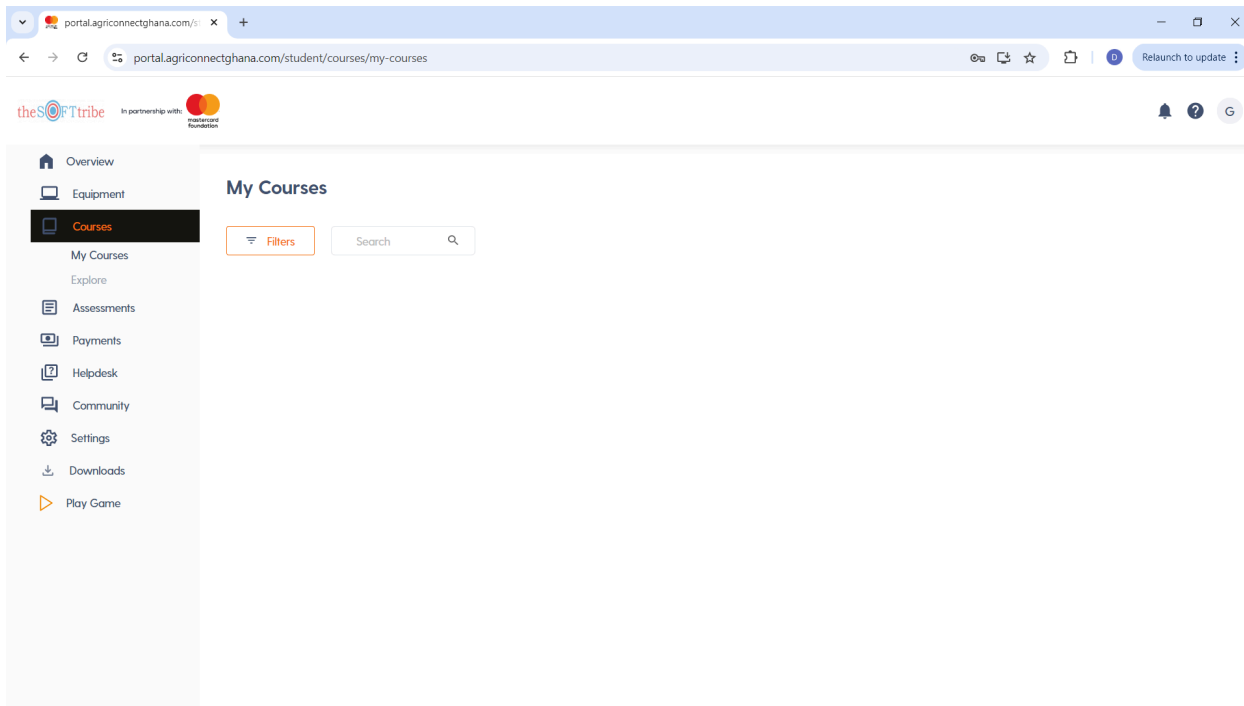 portal.agriconnectghana.com/s
portal.agriconnectghana.com/student/courses/my-courses
D
Relaunch to update
theSOFTtribe
In partnership with:
mastercard
foundation
G
Overview
Equipment
Courses
My Courses
Explore
Assessments
Payments
Helpdesk
Community
Settings
Downloads
Play Game
My Courses
Filters
Search